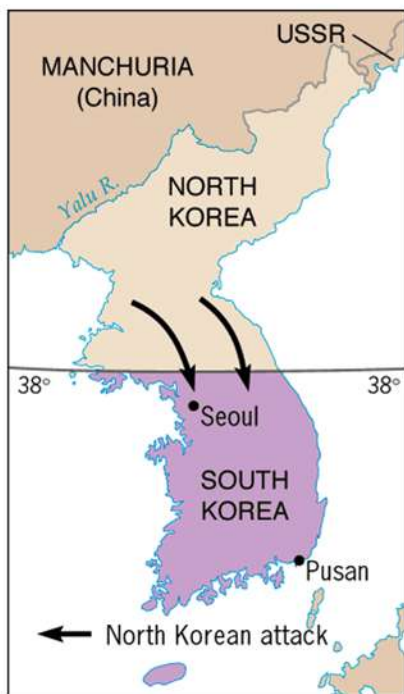 USSR
MANCHURIA
(China)
Yalu R.
NORTH
KOREA
38°
38°
Seoul
SOUTH
KOREA
Pusan
North Korean attack